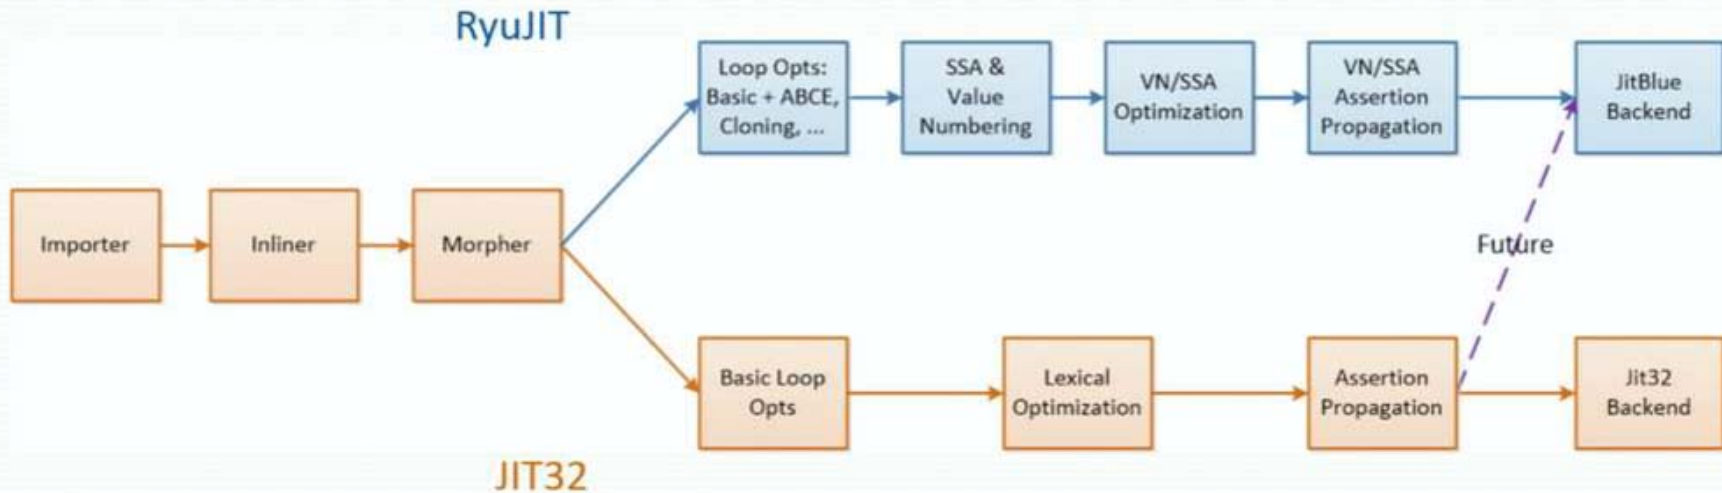 RyuJIT
Loop Opts:
Basic + ABCE,
Cloning, ...
SSA &
Value
Numbering
VN/SSA
Optimization
VN/SSA
Assertion
Propagation
JitBlue
Backend
Importer
Inliner
Morpher
Future
Basic Loop
Opts
Lexical
Optimization
Assertion
Propagation
Jit32
Backend
JIT32